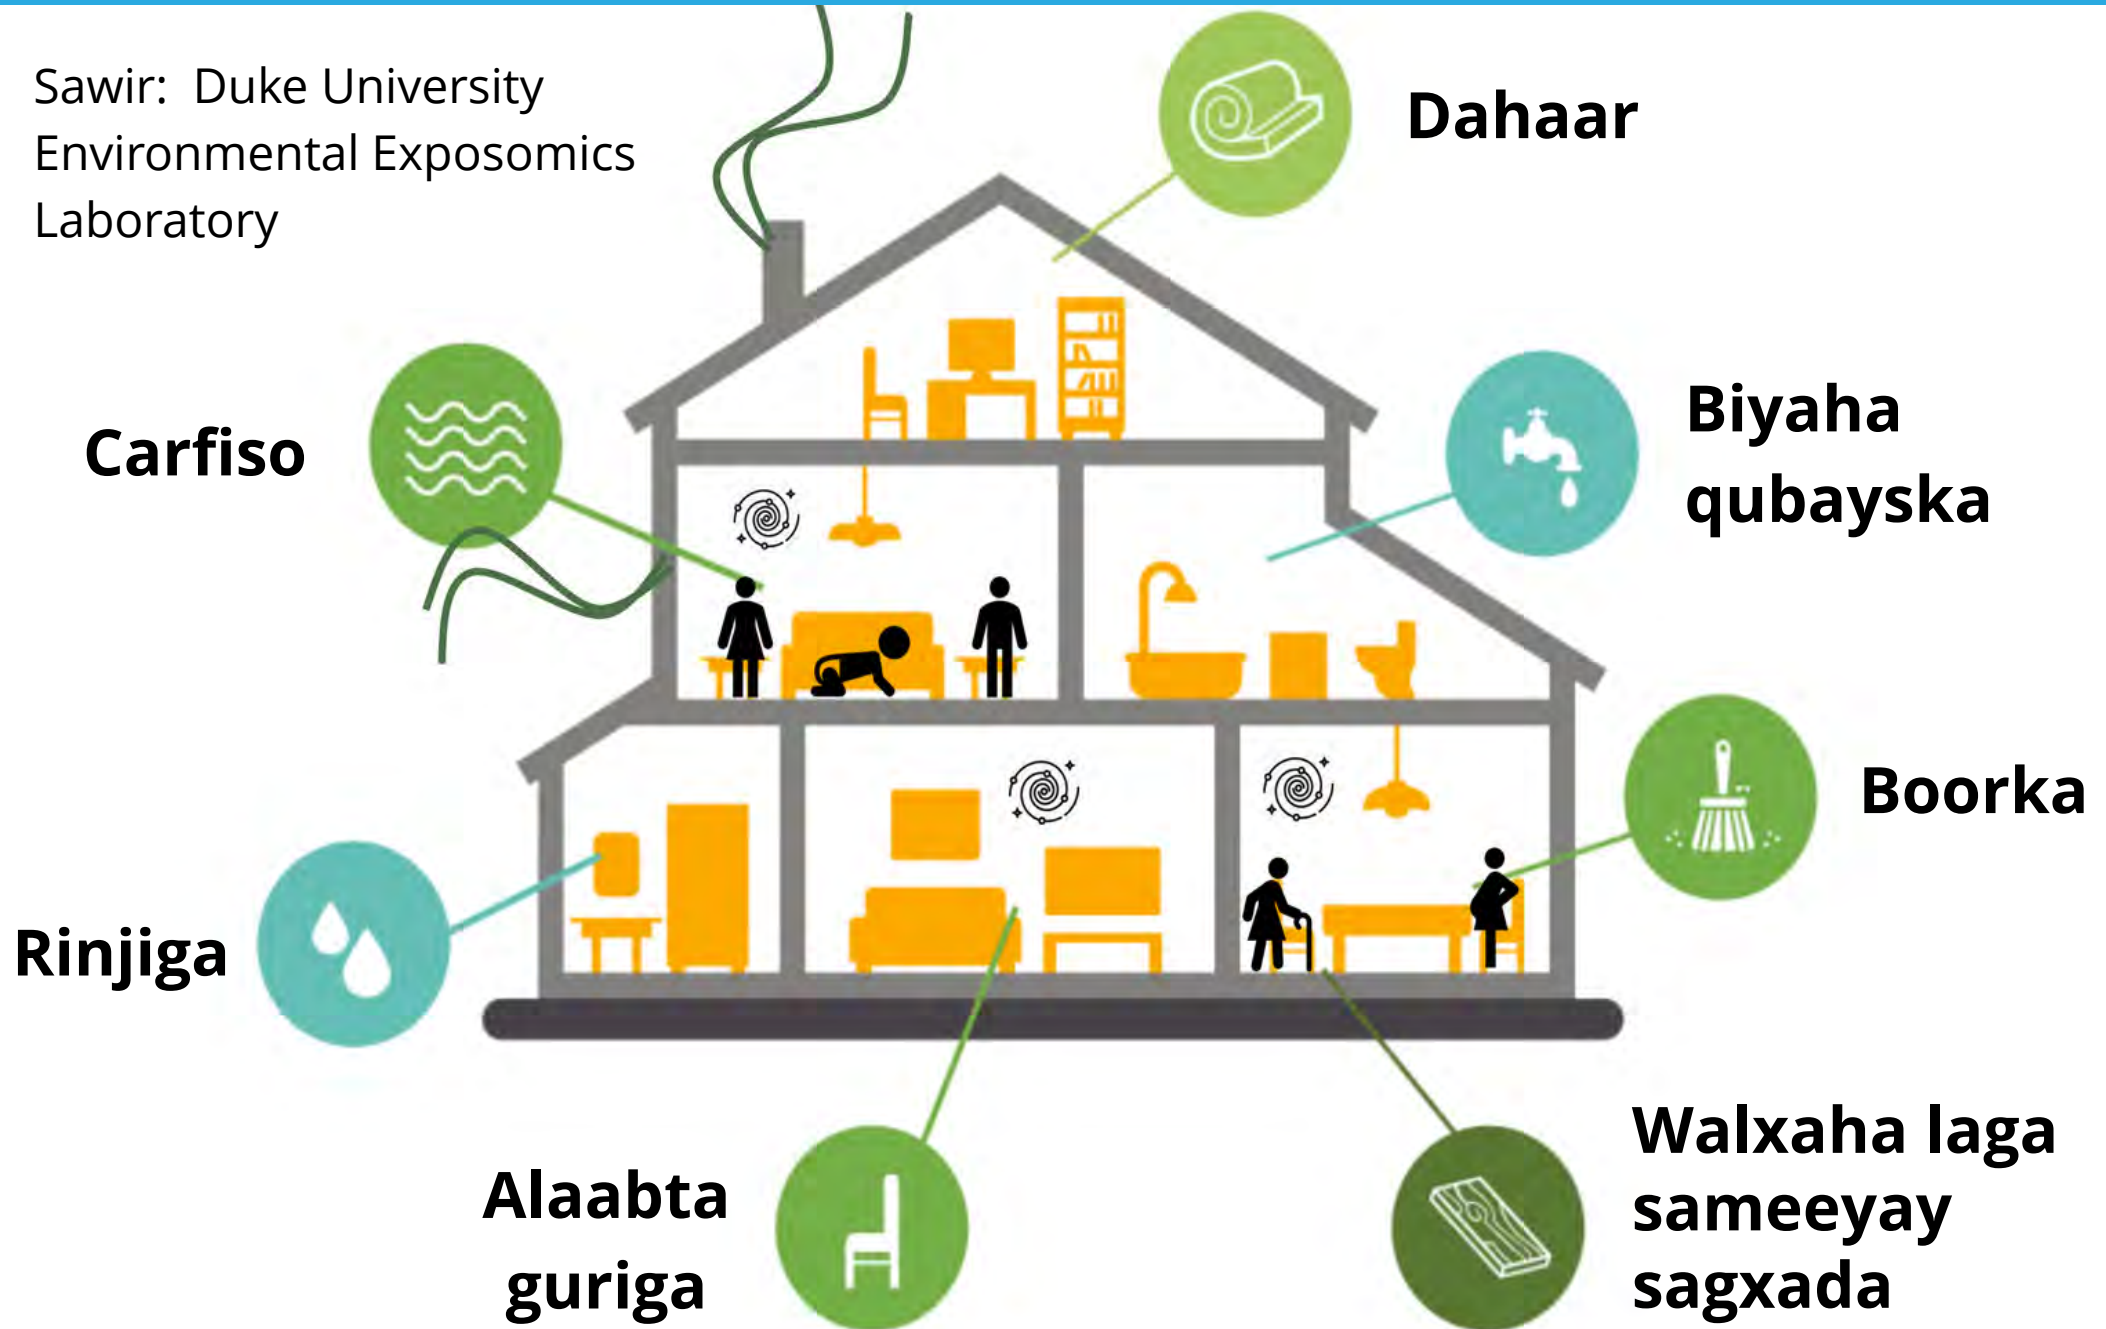 Sawir:  Duke University
Environmental Exposomics
Laboratory
Dahaar
Carfiso
Biyaha
qubayska
Boorka
Rinjiga
Alaabta
guriga
Walxaha laga
sameeyay
sagxada